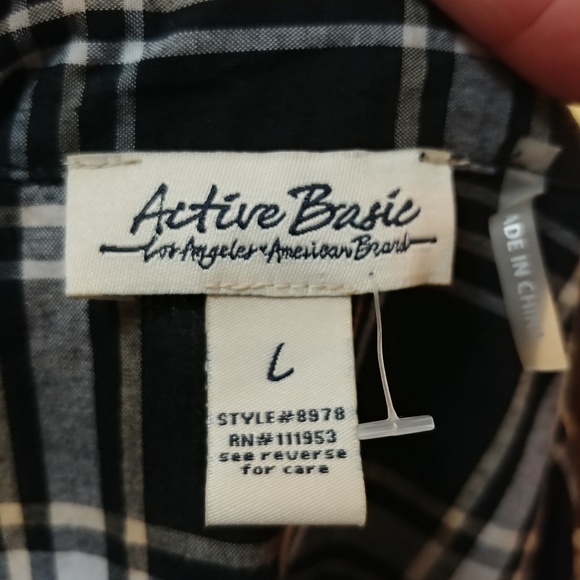 Active Basic
Los Angeles American Brand
L
STYLE#8978
RN#111953
see reverse
for care
ADE IN CHINA